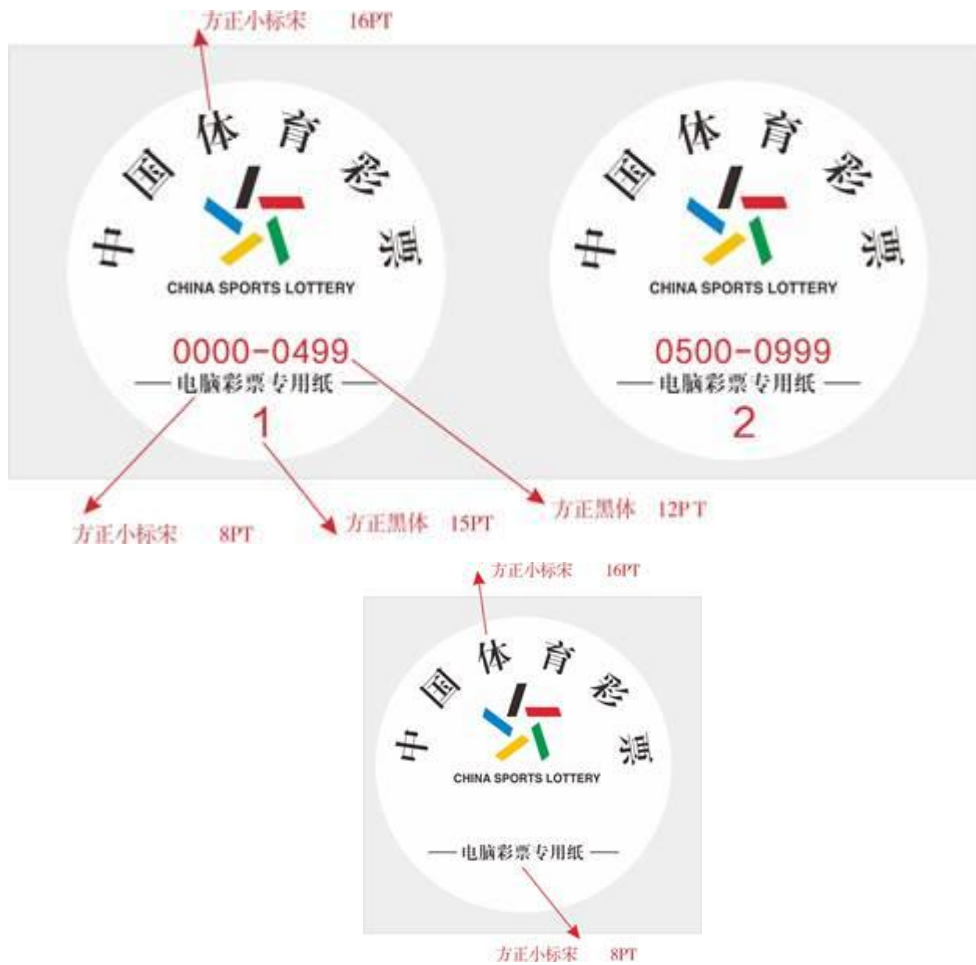 方正小标宋 16PT
中国体育彩票
CHINA SPORTS LOTTERY
0000-0499
电脑彩票专用纸
1
中国体育彩票
CHINA SPORTS LOTTERY
0500-0999
电脑彩票专用纸
2
方正小标宋 8PT
方正黑体 15PT
方正黑体 12PT
方正小标宋 16PT
中国体育彩票
CHINA SPORTS LOTTERY
电脑彩票专用纸
方正小标宋 8PT